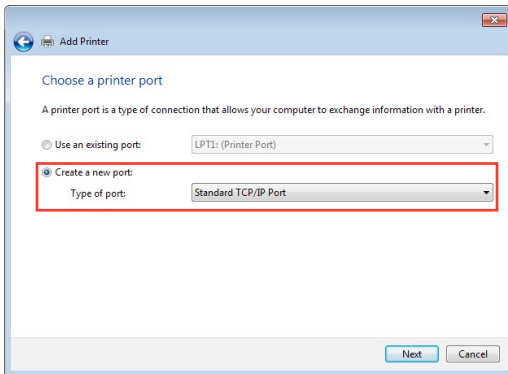 Add Printer
Choose a printer port
A printer port is a type of connection that allows your computer to exchange information with a printer.
Use an existing port: LPT1: (Printer Port)
Create a new port:
Type of port: Standard TCP/IP Port
Next Cancel